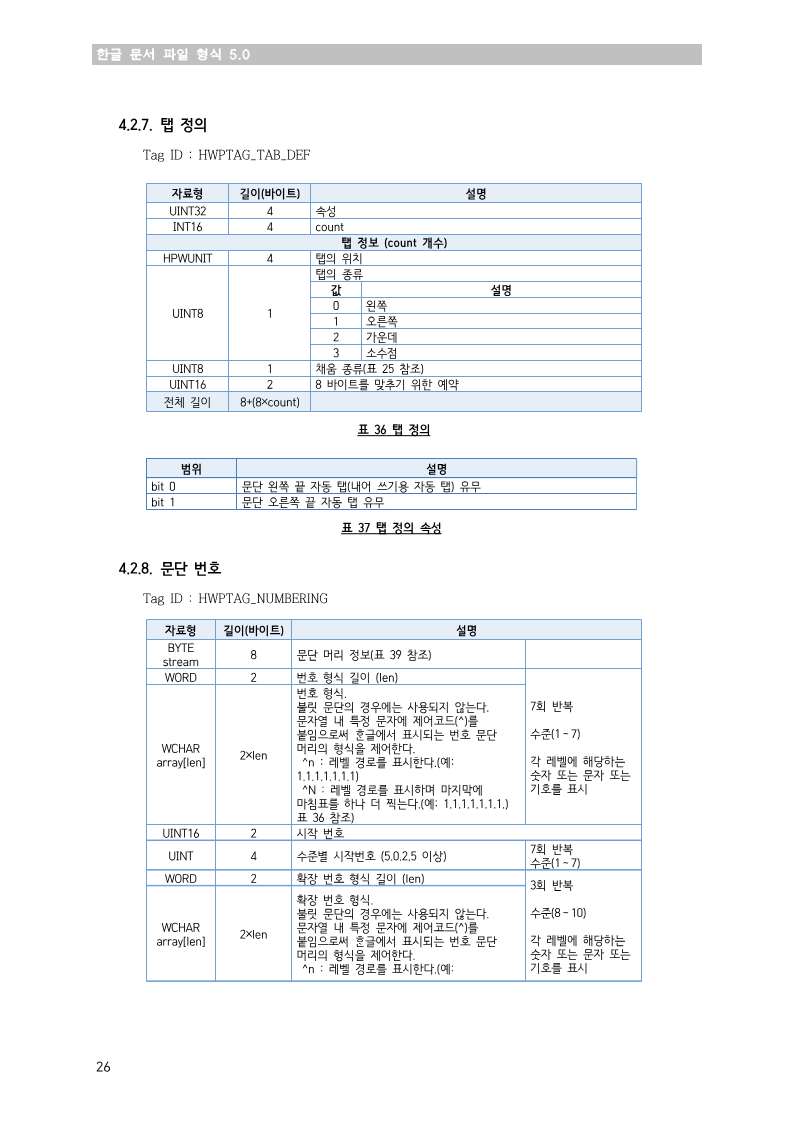 한글 문서 파일 형식 5.0
4.2.7. 탭 정의
Tag ID : HWPTAG_TAB_DEF
자료형 길이(바이트) 설명
UINT32 4 속성
INT16 4 count
탭 정보 (count 개수)
HPWUNIT 4 탭의 위치
UINT8 1 탭의 종류
값 설명
0 왼쪽
1 오른쪽
2 가운데
3 소수점
UINT8 1 채움 종류(표 25 참조)
UINT16 2 8 바이트를 맞추기 위한 예약
전체 길이 8+(8×count)
표 36 탭 정의
범위 설명
bit 0 문단 왼쪽 끝 자동 탭(내어 쓰기용 자동 탭) 유무
bit 1 문단 오른쪽 끝 자동 탭 유무
표 37 탭 정의 속성
4.2.8. 문단 번호
Tag ID : HWPTAG_NUMBERING
자료형 길이(바이트) 설명
BYTE
stream
8 문단 머리 정보(표 39 참조)
WORD 2 번호 형식 길이 (len)
WCHAR
array[len]
2×len
번호 형식.
불릿 문단의 경우에는 사용되지 않는다.
문자열 내 특정 문자에 제어코드(^)를
붙임으로써 ᄒᆞᆫ글에서 표시되는 번호 문단
머리의 형식을 제어한다.
^n : 레벨 경로를 표시한다.(예:
1.1.1.1.1.1.1)
^N : 레벨 경로를 표시하며 마지막에
마침표를 하나 더 찍는다.(예: 1.1.1.1.1.1.1.)
표 36 참조)
7회 반복
수준(1~7)
각 레벨에 해당하는
숫자 또는 문자 또는
기호를 표시
UINT16 2 시작 번호
UINT 4 수준별 시작번호 (5.0.2.5 이상)
7회 반복
수준(1~7)
WORD 2 확장 번호 형식 길이 (len)
WCHAR
array[len]
2×len
확장 번호 형식.
불릿 문단의 경우에는 사용되지 않는다.
문자열 내 특정 문자에 제어코드(^)를
붙임으로써 ᄒᆞᆫ글에서 표시되는 번호 문단
머리의 형식을 제어한다.
^n : 레벨 경로를 표시한다.(예:
3회 반복
수준(8~10)
각 레벨에 해당하는
숫자 또는 문자 또는
기호를 표시
26